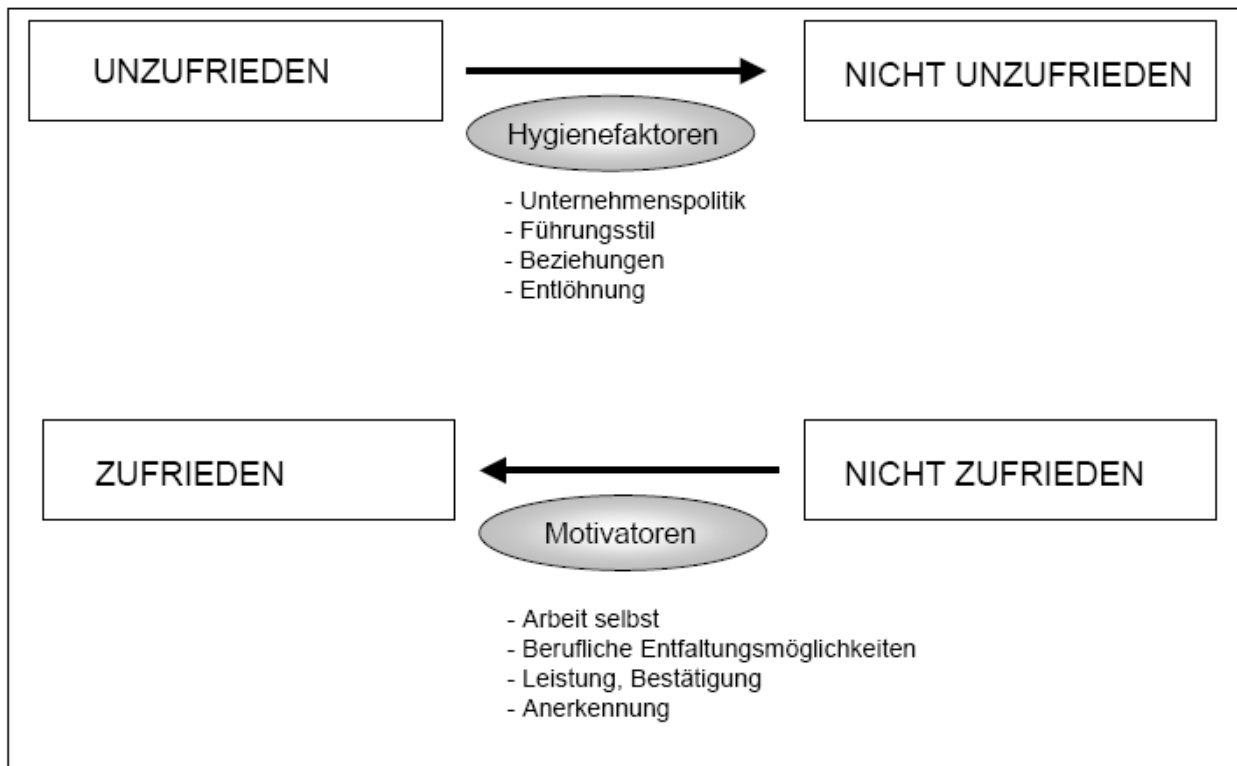 UNZUFRIEDEN
NICHT UNZUFRIEDEN
Hygienefaktoren
- Unternehmenspolitik
- Führungsstil
- Beziehungen
- Entlöhnung
ZUFRIEDEN
NICHT ZUFRIEDEN
Motivatoren
- Arbeit selbst
- Berufliche Entfaltungsmöglichkeiten
- Leistung, Bestätigung
- Anerkennung